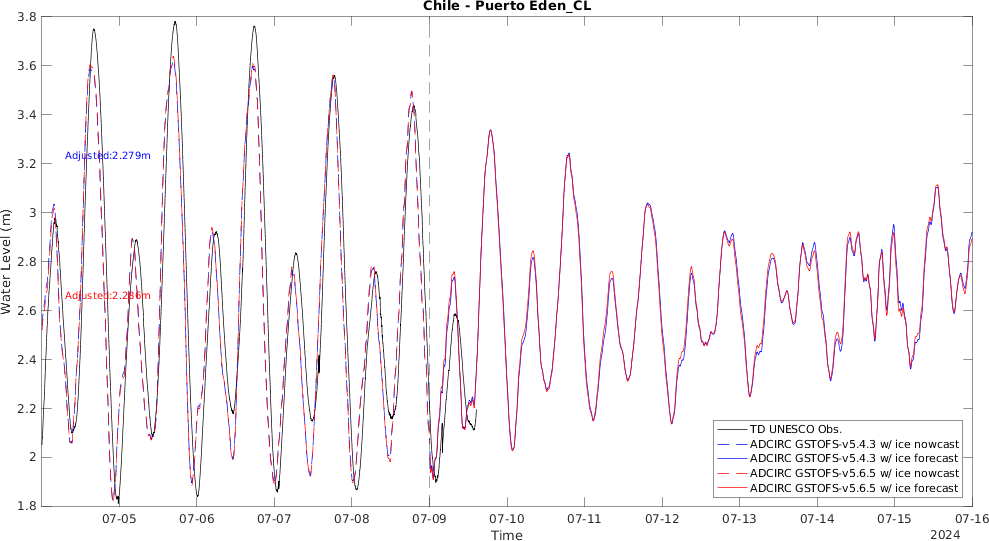 Chile - Puerto Eden_CL
3.8
3.6
3.4
3.2
3
2.8
2.6
2.4
2.2
2
1.8
Water Level (m)
Adjusted:2.279m
Adjusted:2.286m
TD UNESCO Obs.
ADCIRC GSTOFS-v5.4.3 w/ ice nowcast
ADCIRC GSTOFS-v5.4.3 w/ ice forecast
ADCIRC GSTOFS-v5.6.5 w/ ice nowcast
ADCIRC GSTOFS-v5.6.5 w/ ice forecast
07-05 07-06 07-07 07-08 07-09 07-10 07-11 07-12 07-13 07-14 07-15 07-16
Time
2024